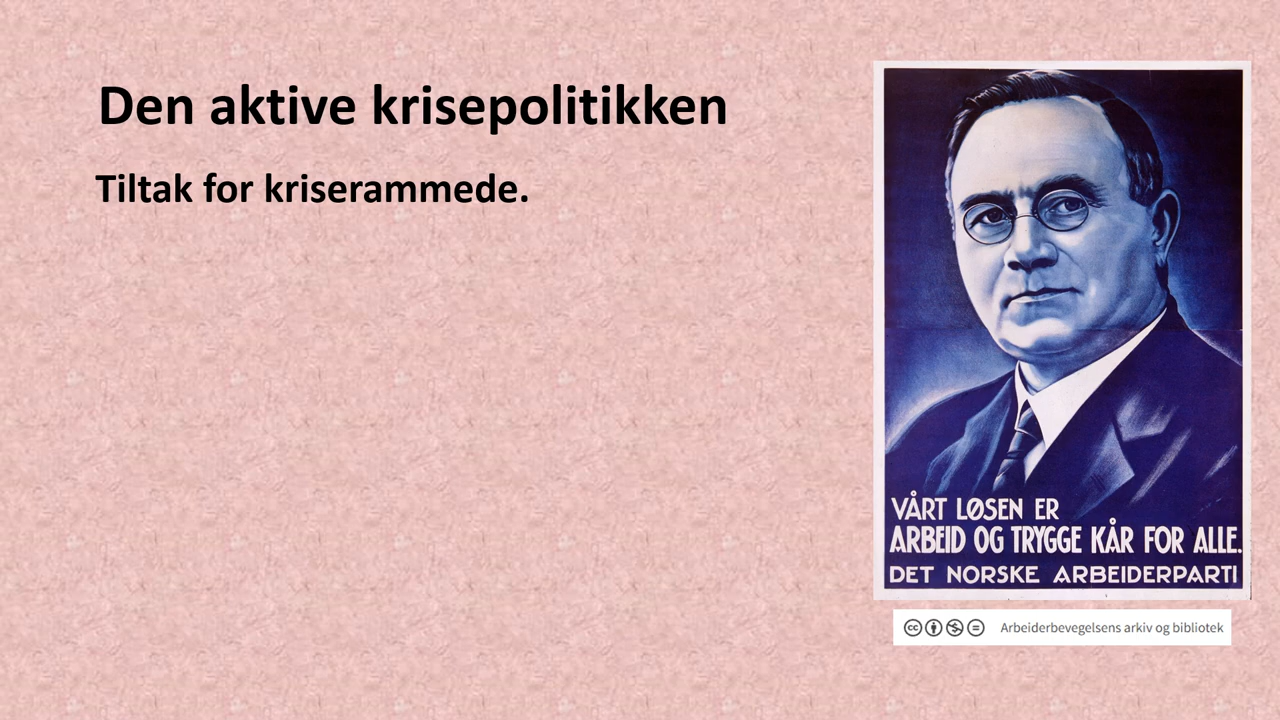 Den aktive krisepolitikken
Tiltak for kriserammede.
VÅRT LØSEN ER
ARBEID OG TRYGGE KÅR FOR ALLE.
DET NORSKE ARBEIDERPARTI
cc
Arbeiderbevegelsens arkiv og bibliotek